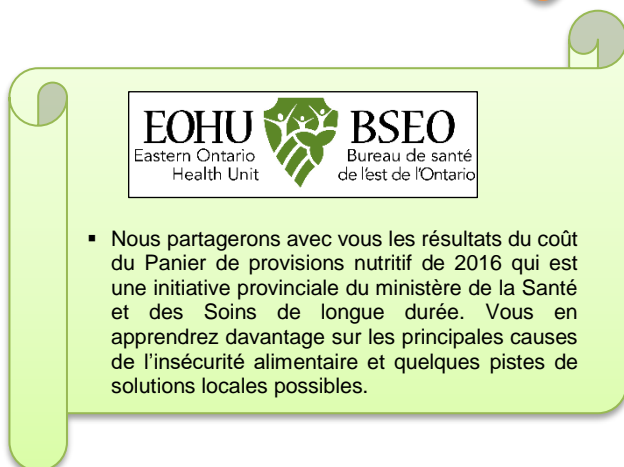 EOHU BSEO
Eastern Ontario Bureau de santé
Health Unit de l'est de l'Ontario
▪ Nous partagerons avec vous les résultats du coût
du Panier de provisions nutritif de 2016 qui est
une initiative provinciale du ministère de la Santé
et des Soins de longue durée. Vous en
apprendrez davantage sur les principales causes
de l’insécurité alimentaire et quelques pistes de
solutions locales possibles.